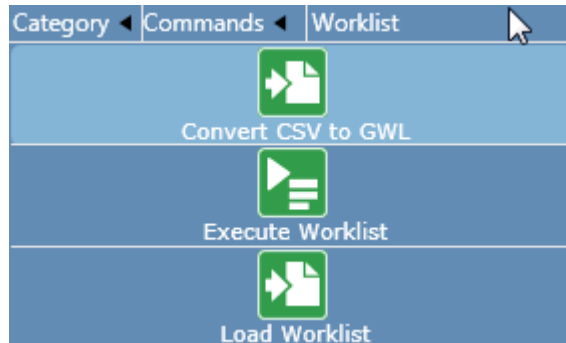 Category Commands Worklist
Convert CSV to GWL
Execute Worklist
Load Worklist